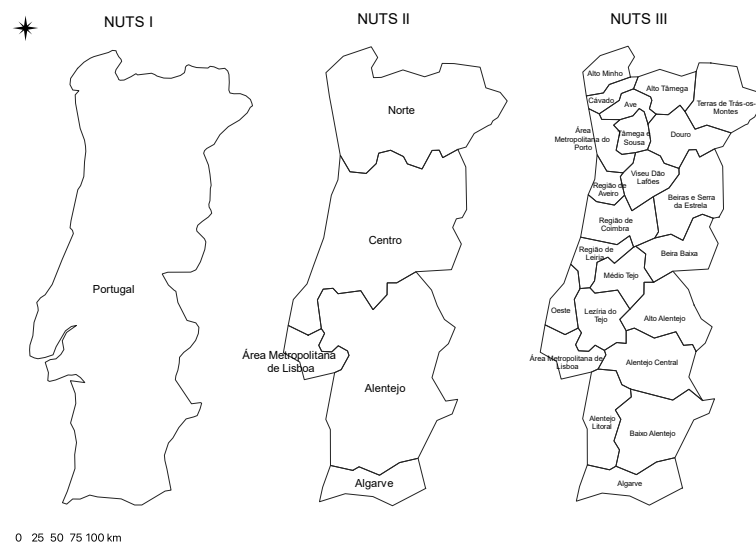 NUTS I
NUTS II
NUTS III
Portugal
Norte
Centro
Área Metropolitana
de Lisboa
Alentejo
Algarve
Alto Minho
Alto Tâmega
Terras de Trás-os-
Montes
Cávado
Ave
Área
Metropolitana do
Porto
Tâmega e
Sousa
Douro
Viseu Dão
Lafões
Região de
Aveiro
Beiras e Serra
da Estrela
Região de
Coimbra
Região de
Leiria
Beira Baixa
Médio Tejo
Oeste
Lezíria do
Tejo
Alto Alentejo
Área Metropolitana de
Lisboa
Alentejo Central
Alentejo
Litoral
Baixo Alentejo
Algarve
0 25 50 75 100 km